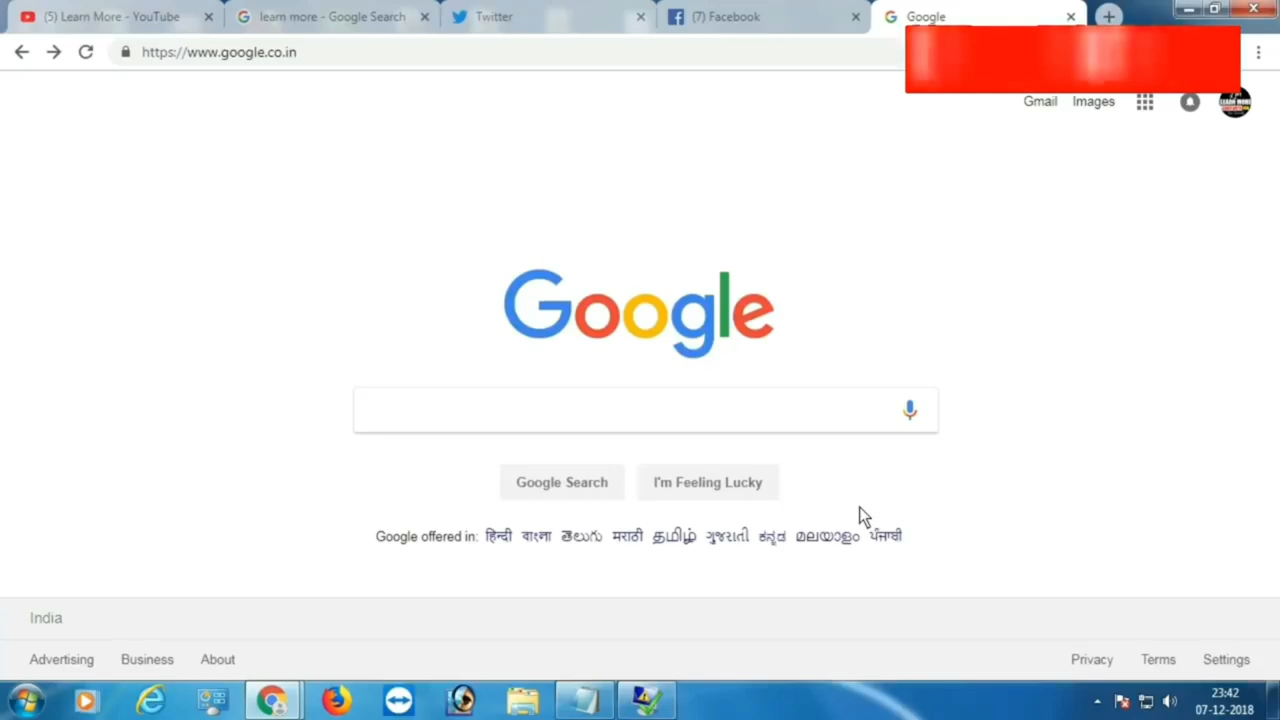 (5) Learn More - YouTube
learn more - Google Search
Twitter
(7) Facebook
Google
https://www.google.co.in
Gmail Images
LEARN MORE
Google
Google Search
I'm Feeling Lucky
Google offered in: हिन्दी বাংলা తెలుగు मराठी தமிழ் ગુજરાતી ಕನ್ನಡ മലയാളം ਪੰਜਾਬੀ
India
Advertising Business About
Privacy Terms Settings
23:42
07-12-2018